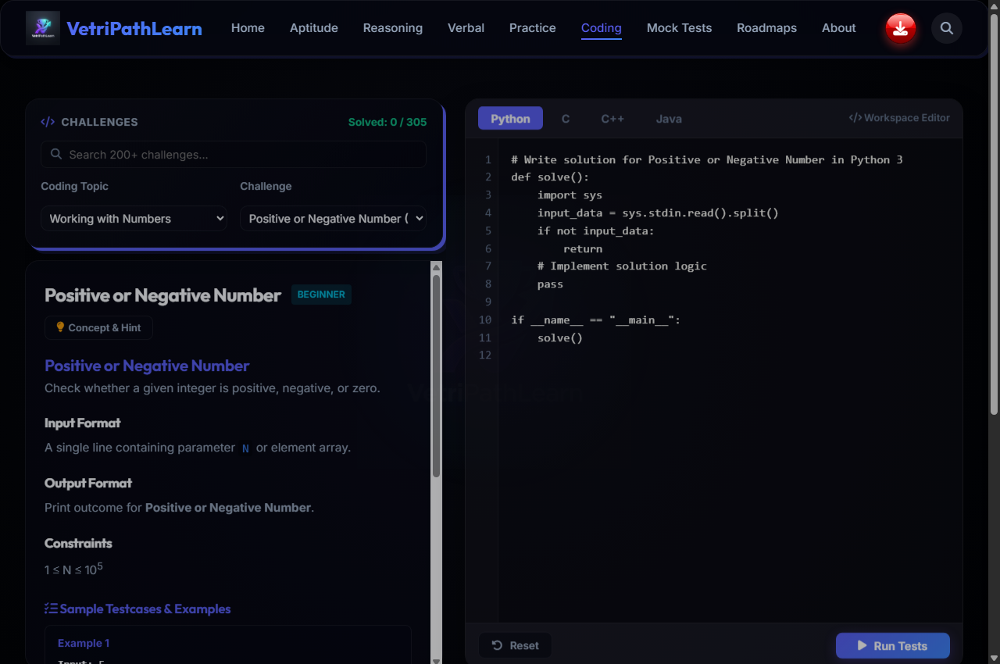 VetriPathLearn
Home
Aptitude
Reasoning
Verbal
Practice
Coding
Mock Tests
Roadmaps
About
</> CHALLENGES
Solved: 0 / 305
Search 200+ challenges...
Coding Topic
Challenge
Working with Numbers
Positive or Negative Number (
Positive or Negative Number
BEGINNER
Concept & Hint
Positive or Negative Number
Check whether a given integer is positive, negative, or zero.
Input Format
A single line containing parameter N or element array.
Output Format
Print outcome for Positive or Negative Number.
Constraints
1 ≤ N ≤ 10⁵
Sample Testcases & Examples
Example 1
Python
C
C++
Java
</> Workspace Editor
1 # Write solution for Positive or Negative Number in Python 3
2 def solve():
3     import sys
4     input_data = sys.stdin.read().split()
5     if not input_data:
6         return
7     # Implement solution logic
8     pass
9
10 if __name__ == "__main__":
11     solve()
12
Reset
Run Tests